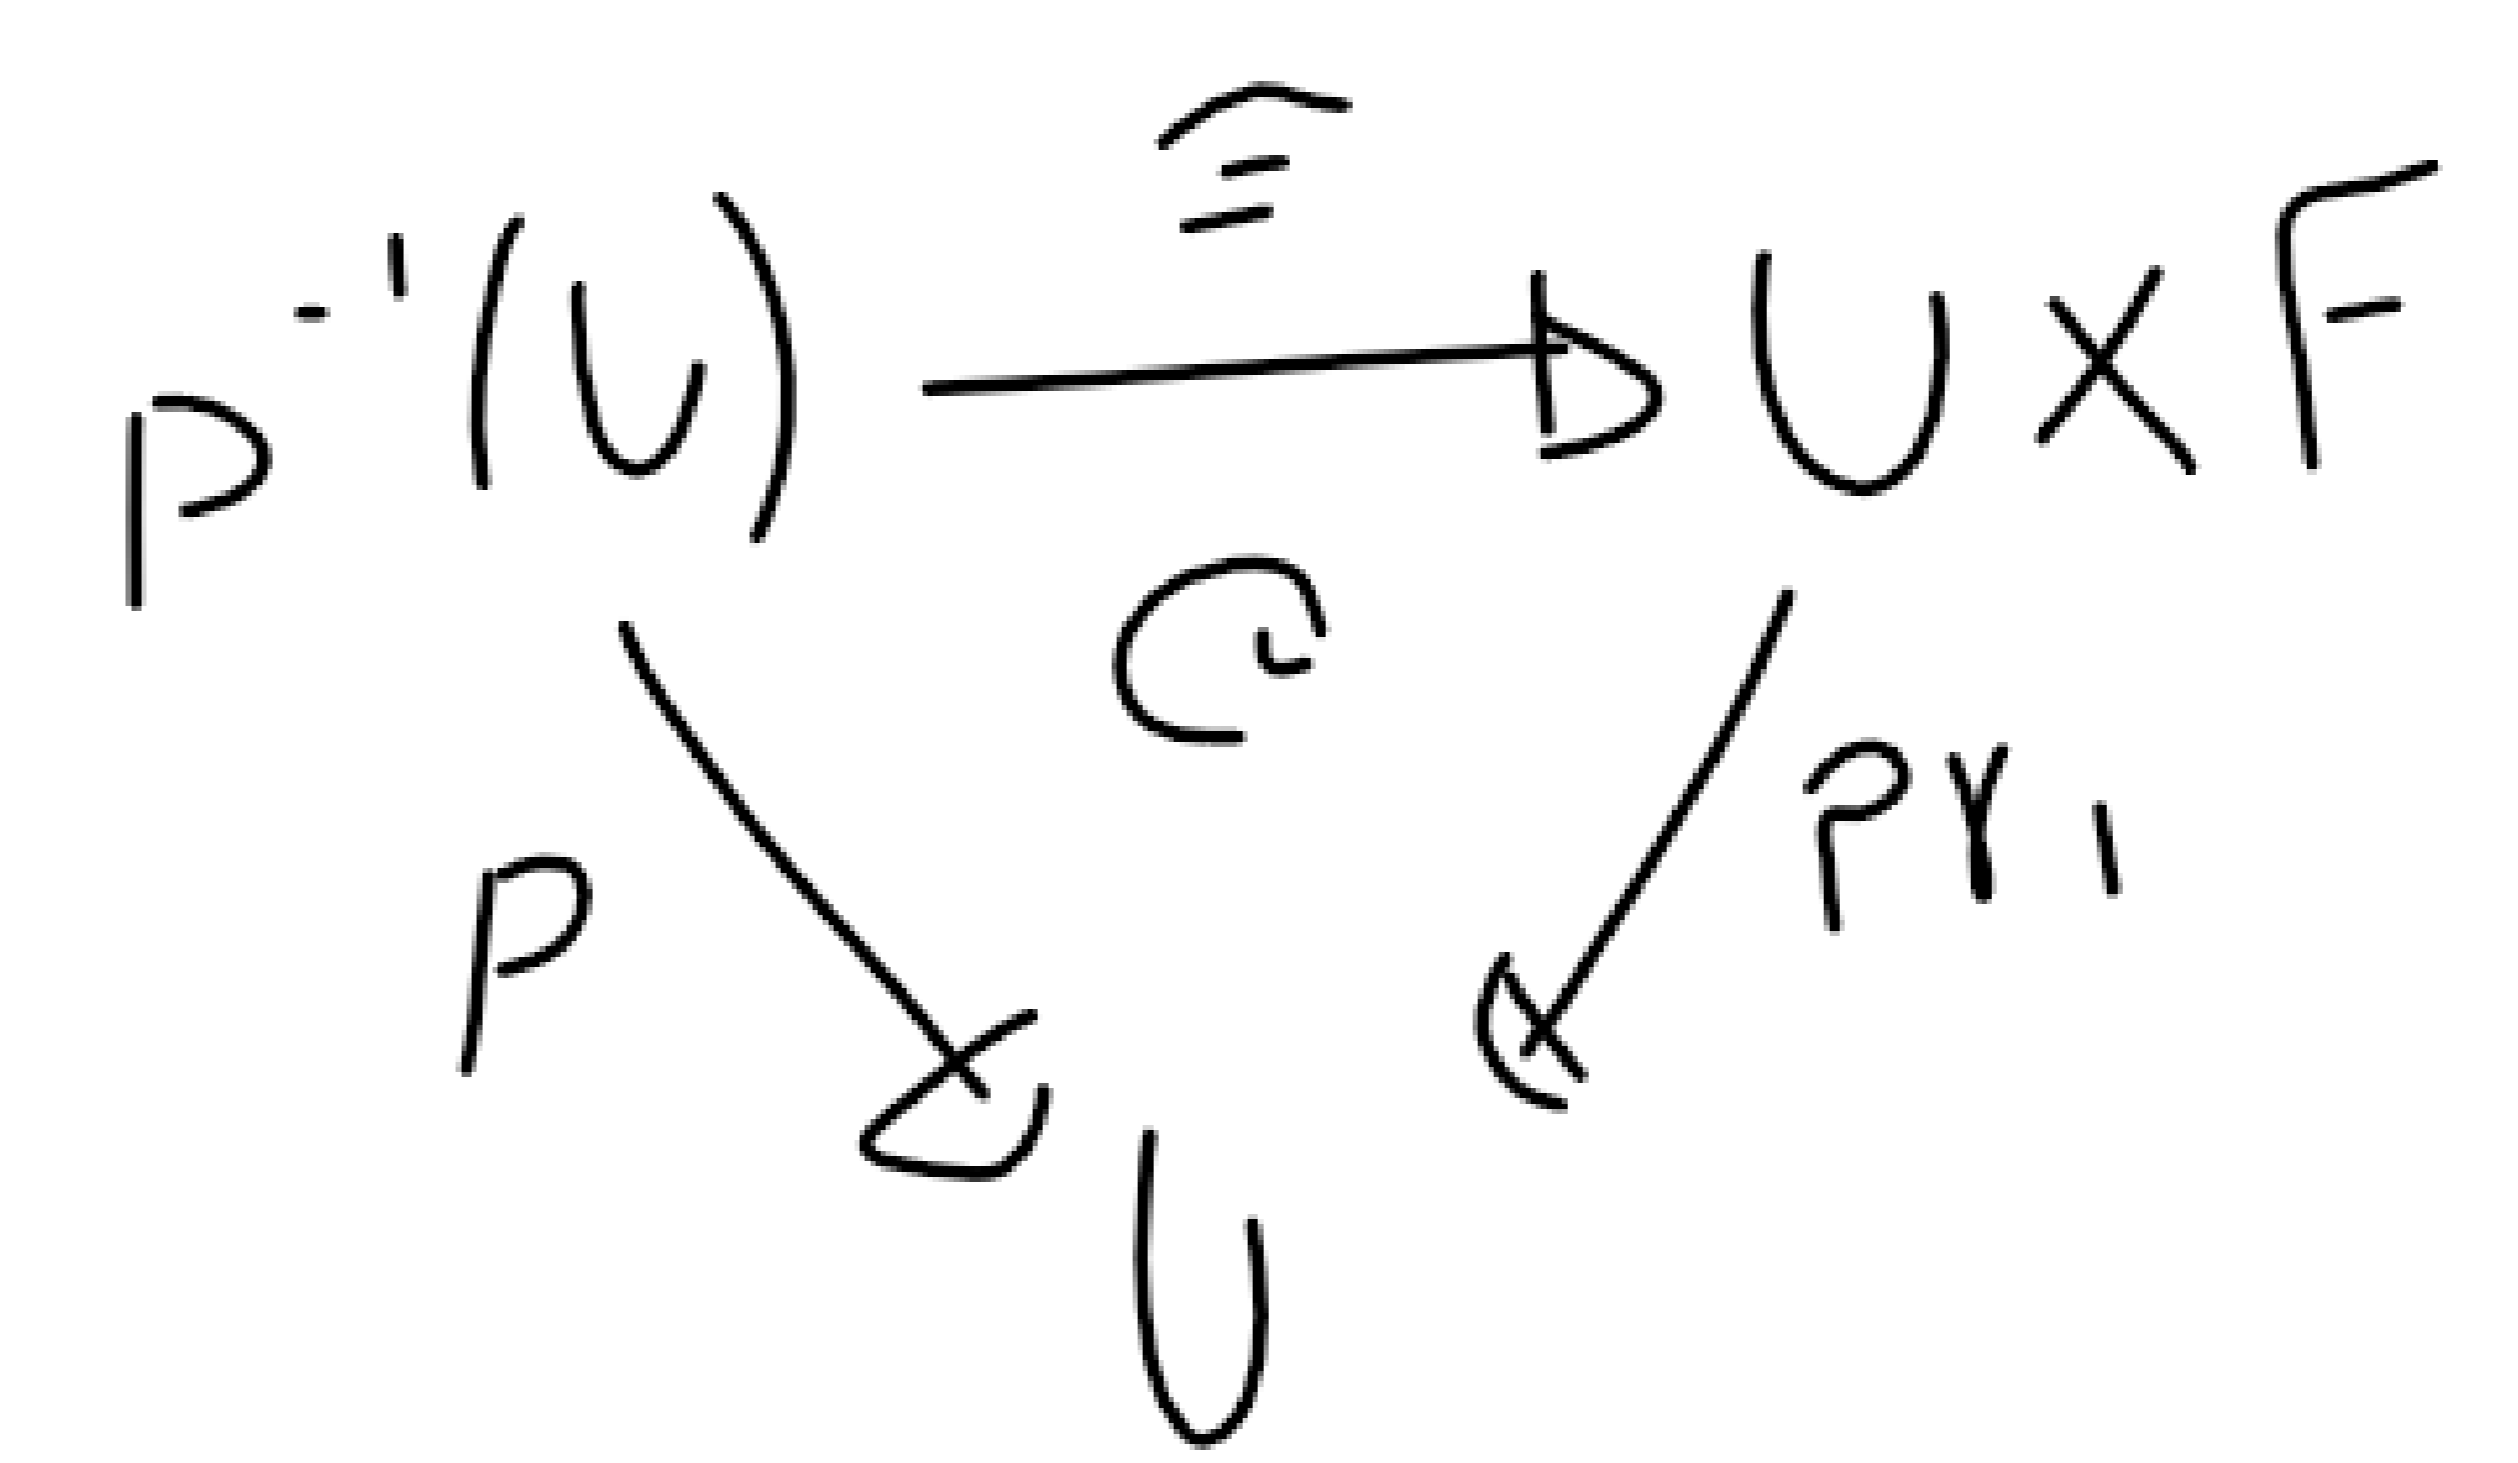 ≅
p⁻¹(U) → U × F
↻
p pr₁
U